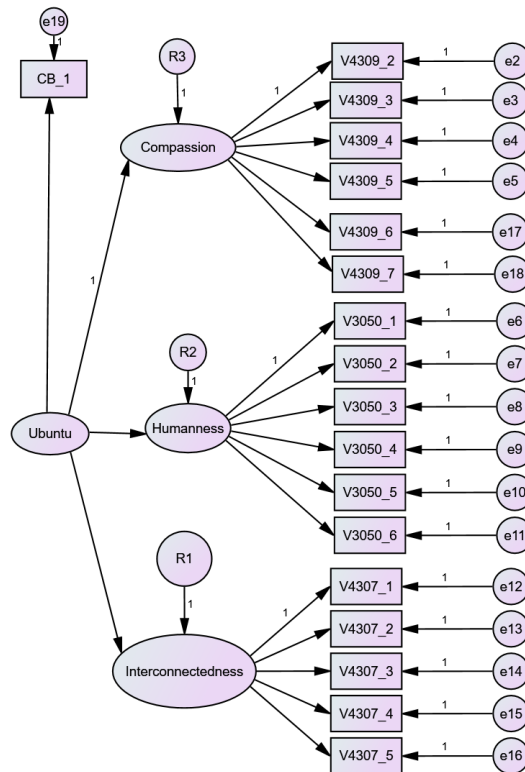 e19
1
CB_1
R3
1
Compassion
1
V4309_2
1
e2
V4309_3
1
e3
V4309_4
1
e4
V4309_5
1
e5
V4309_6
1
e17
V4309_7
1
e18
1
Ubuntu
R2
1
Humanness
1
V3050_1
1
e6
V3050_2
1
e7
V3050_3
1
e8
V3050_4
1
e9
V3050_5
1
e10
V3050_6
1
e11
R1
1
Interconnectedness
1
V4307_1
1
e12
V4307_2
1
e13
V4307_3
1
e14
V4307_4
1
e15
V4307_5
1
e16